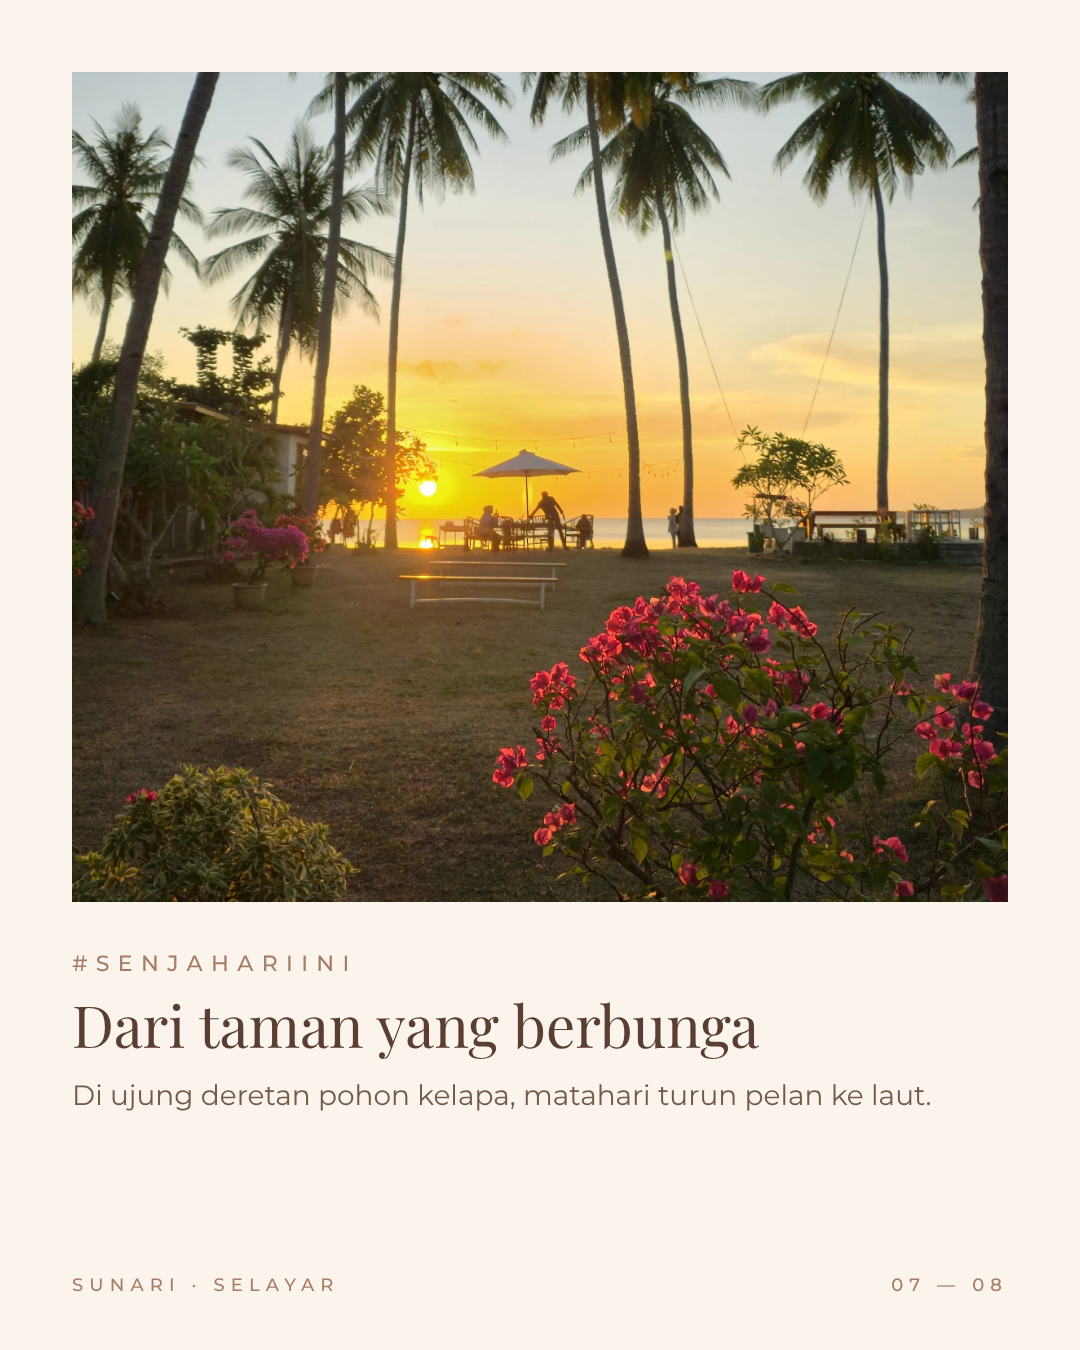 #SENJAHARIINI
Dari taman yang berbunga
Di ujung deretan pohon kelapa, matahari turun pelan ke laut.
SUNARI · SELAYAR
07 — 08